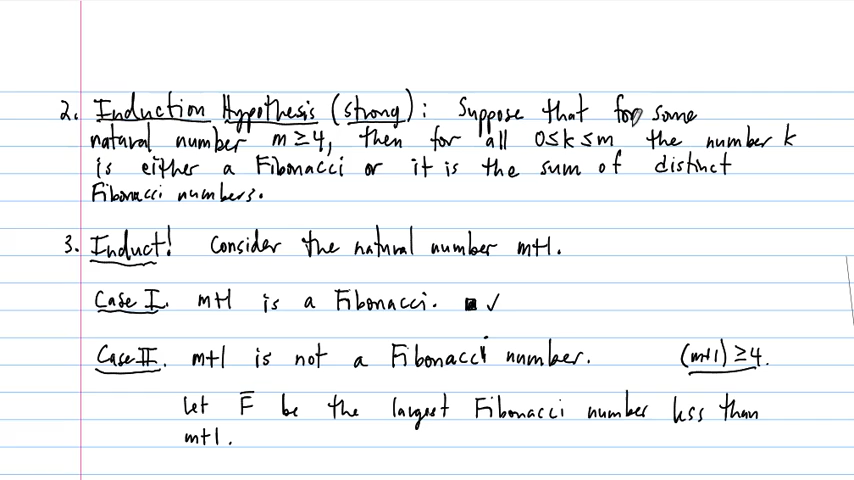 2. Induction Hypothesis (strong): Suppose that for some
natural number m ≥ 4, then for all 0 ≤ k ≤ m the number k
is either a Fibonacci or it is the sum of distinct
Fibonacci numbers.
3. Induct! Consider the natural number m+1.
Case I. m+1 is a Fibonacci. ■ ✓
Case II. m+1 is not a Fibonacci number. (m+1) ≥ 4.
Let F̄ be the largest Fibonacci number less than
m+1.